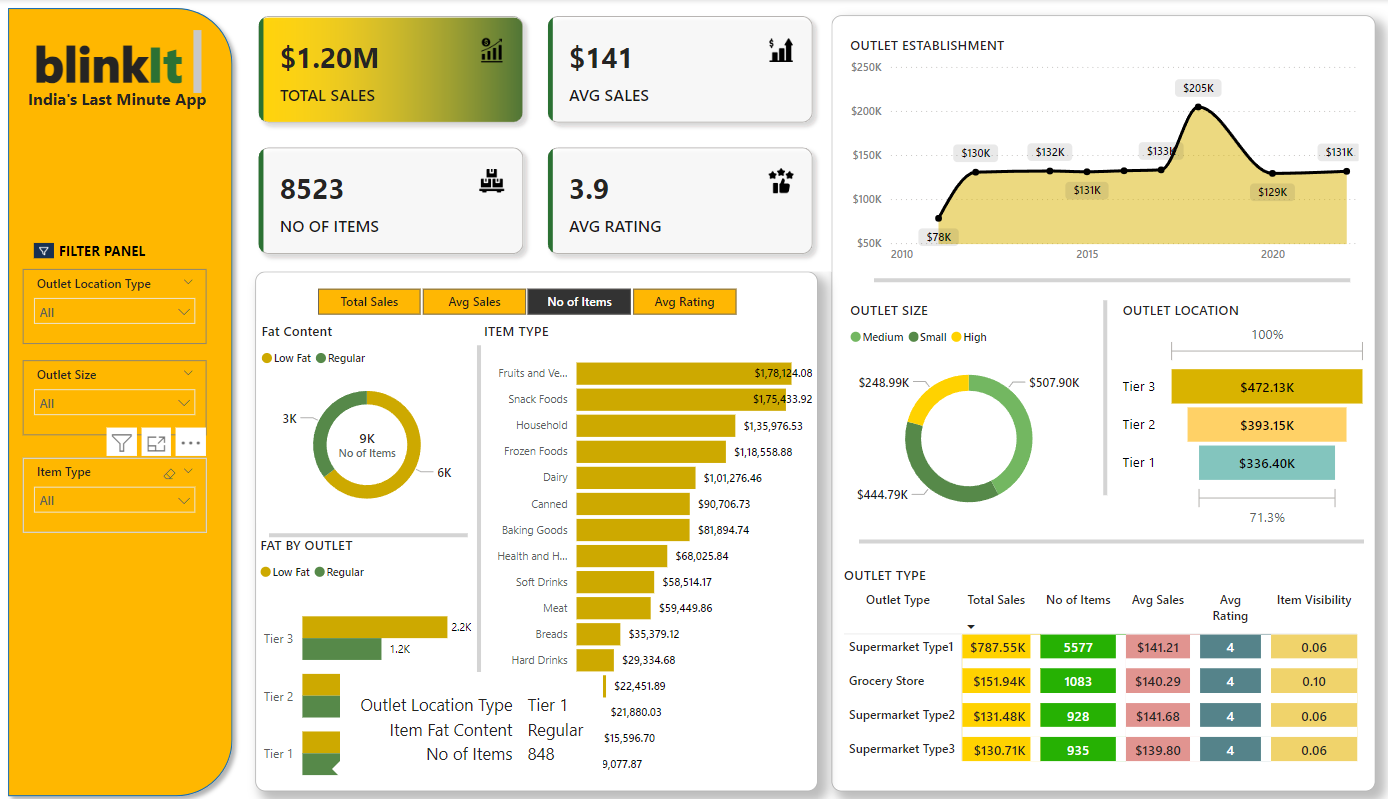 blinkIt
India's Last Minute App
FILTER PANEL
Outlet Location Type
All
Outlet Size
All
Item Type
All
$1.20M
TOTAL SALES
$141
AVG SALES
8523
NO OF ITEMS
3.9
AVG RATING
Total Sales
Avg Sales
No of Items
Avg Rating
Fat Content
Low Fat Regular
3K
9K
No of Items
6K
FAT BY OUTLET
Low Fat Regular
Tier 3
2.2K
1.2K
Tier 2
Tier 1
Outlet Location Type Tier 1
Item Fat Content Regular
No of Items 848
ITEM TYPE
Fruits and Ve... $1,78,124.08
Snack Foods $1,75,433.92
Household $1,35,976.53
Frozen Foods $1,18,558.88
Dairy $1,01,276.46
Canned $90,706.73
Baking Goods $81,894.74
Health and H... $68,025.84
Soft Drinks $58,514.17
Meat $59,449.86
Breads $35,379.12
Hard Drinks $29,334.68
$22,451.89
$21,880.03
$15,596.70
9,077.87
OUTLET ESTABLISHMENT
$250K
$200K
$150K
$100K
$50K
$78K
$130K
$132K
$131K
$133K
$205K
$129K
$131K
2010 2015 2020
OUTLET SIZE
Medium Small High
$248.99K
$507.90K
$444.79K
OUTLET LOCATION
100%
Tier 3 $472.13K
Tier 2 $393.15K
Tier 1 $336.40K
71.3%
OUTLET TYPE
Outlet Type Total Sales No of Items Avg Sales Avg Rating Item Visibility
Supermarket Type1 $787.55K 5577 $141.21 4 0.06
Grocery Store $151.94K 1083 $140.29 4 0.10
Supermarket Type2 $131.48K 928 $141.68 4 0.06
Supermarket Type3 $130.71K 935 $139.80 4 0.06